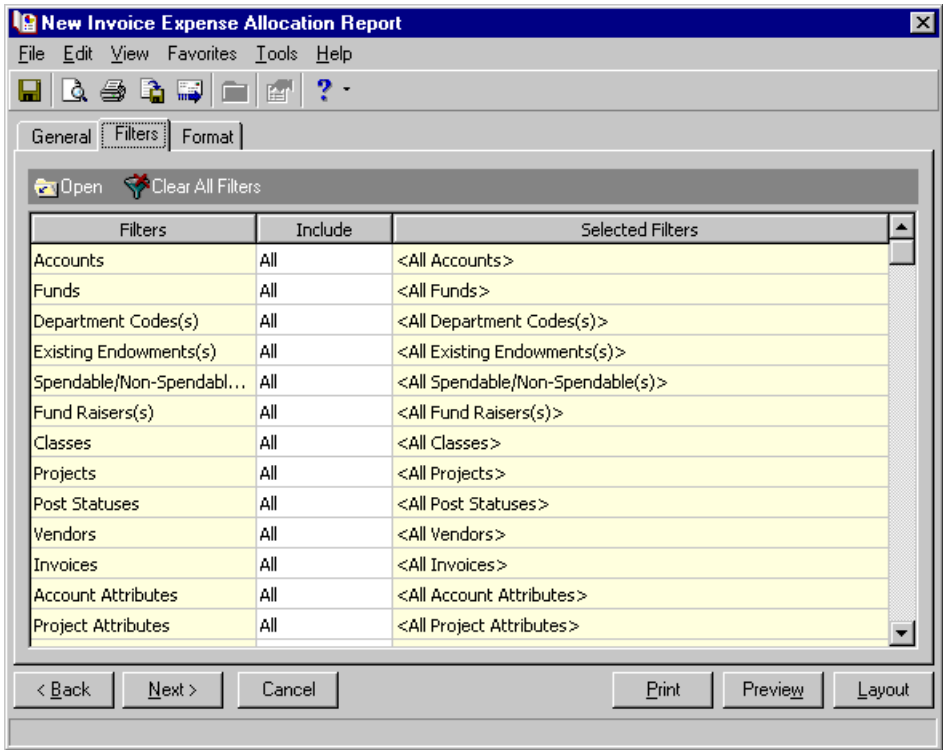 New Invoice Expense Allocation Report
File Edit View Favorites Tools Help
?
General Filters Format
Open Clear All Filters
Filters Include Selected Filters
Accounts All <All Accounts>
Funds All <All Funds>
Department Codes(s) All <All Department Codes(s)>
Existing Endowments(s) All <All Existing Endowments(s)>
Spendable/Non-Spendabl... All <All Spendable/Non-Spendable(s)>
Fund Raisers(s) All <All Fund Raisers(s)>
Classes All <All Classes>
Projects All <All Projects>
Post Statuses All <All Post Statuses>
Vendors All <All Vendors>
Invoices All <All Invoices>
Account Attributes All <All Account Attributes>
Project Attributes All <All Project Attributes>
< Back Next > Cancel Print Preview Layout